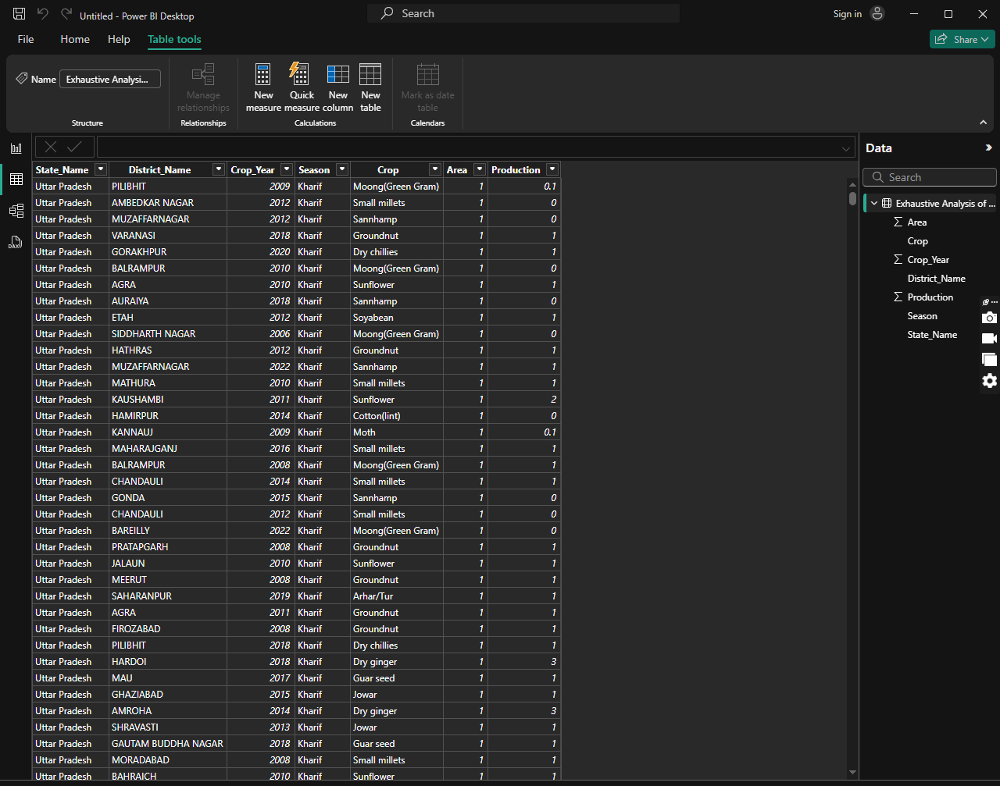 Untitled - Power BI Desktop
Search
Sign in
File Home Help Table tools
Share
Name Exhaustive Analysi...
Manage relationships
New measure
Quick measure
New column
New table
Mark as date table
Structure Relationships Calculations Calendars
DAX
State_Name District_Name Crop_Year Season Crop Area Production
Uttar Pradesh PILIBHIT 2009 Kharif Moong(Green Gram) 1 0.1
Uttar Pradesh AMBEDKAR NAGAR 2012 Kharif Small millets 1 0
Uttar Pradesh MUZAFFARNAGAR 2012 Kharif Sannhamp 1 0
Uttar Pradesh VARANASI 2018 Kharif Groundnut 1 1
Uttar Pradesh GORAKHPUR 2020 Kharif Dry chillies 1 1
Uttar Pradesh BALRAMPUR 2010 Kharif Moong(Green Gram) 1 0
Uttar Pradesh AGRA 2010 Kharif Sunflower 1 1
Uttar Pradesh AURAIYA 2018 Kharif Sannhamp 1 0
Uttar Pradesh ETAH 2012 Kharif Soyabean 1 1
Uttar Pradesh SIDDHARTH NAGAR 2006 Kharif Moong(Green Gram) 1 0
Uttar Pradesh HATHRAS 2012 Kharif Groundnut 1 1
Uttar Pradesh MUZAFFARNAGAR 2022 Kharif Sannhamp 1 1
Uttar Pradesh MATHURA 2010 Kharif Small millets 1 1
Uttar Pradesh KAUSHAMBI 2011 Kharif Sunflower 1 2
Uttar Pradesh HAMIRPUR 2014 Kharif Cotton(lint) 1 0
Uttar Pradesh KANNAUJ 2009 Kharif Moth 1 0.1
Uttar Pradesh MAHARAJGANJ 2016 Kharif Small millets 1 1
Uttar Pradesh BALRAMPUR 2008 Kharif Moong(Green Gram) 1 1
Uttar Pradesh CHANDAULI 2014 Kharif Small millets 1 1
Uttar Pradesh GONDA 2015 Kharif Sannhamp 1 0
Uttar Pradesh CHANDAULI 2012 Kharif Small millets 1 0
Uttar Pradesh BAREILLY 2022 Kharif Moong(Green Gram) 1 0
Uttar Pradesh PRATAPGARH 2008 Kharif Groundnut 1 1
Uttar Pradesh JALAUN 2010 Kharif Sunflower 1 1
Uttar Pradesh MEERUT 2008 Kharif Groundnut 1 1
Uttar Pradesh SAHARANPUR 2019 Kharif Arhar/Tur 1 1
Uttar Pradesh AGRA 2011 Kharif Groundnut 1 1
Uttar Pradesh FIROZABAD 2008 Kharif Groundnut 1 1
Uttar Pradesh PILIBHIT 2018 Kharif Dry chillies 1 1
Uttar Pradesh HARDOI 2018 Kharif Dry ginger 1 3
Uttar Pradesh MAU 2017 Kharif Guar seed 1 1
Uttar Pradesh GHAZIABAD 2015 Kharif Jowar 1 1
Uttar Pradesh AMROHA 2014 Kharif Dry ginger 1 3
Uttar Pradesh SHRAVASTI 2013 Kharif Jowar 1 1
Uttar Pradesh GAUTAM BUDDHA NAGAR 2018 Kharif Guar seed 1 1
Uttar Pradesh MORADABAD 2008 Kharif Small millets 1 1
Uttar Pradesh BAHRAICH 2010 Kharif Sunflower 1 1
Data
Search
Exhaustive Analysis of ...
Area
Crop
Crop_Year
District_Name
Production
Season
State_Name